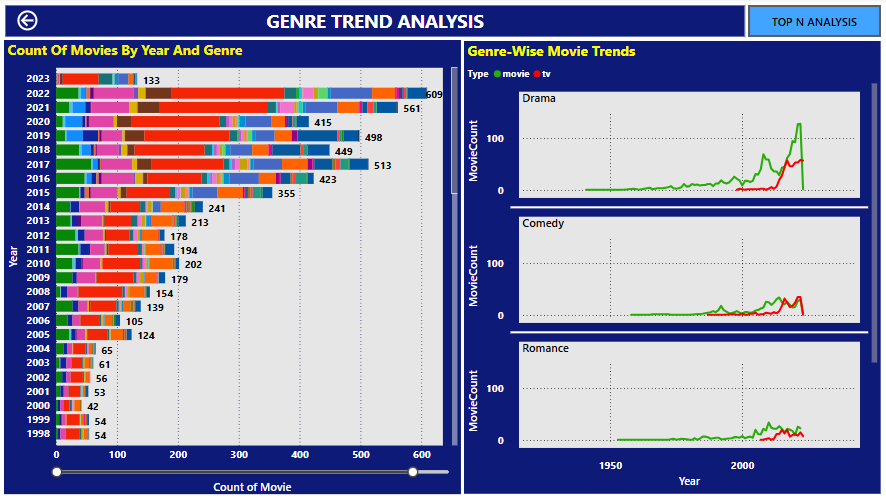 GENRE TREND ANALYSIS
TOP N ANALYSIS
Count Of Movies By Year And Genre
Year
2023 133
2022 609
2021 561
2020 415
2019 498
2018 449
2017 513
2016 423
2015 355
2014 241
2013 213
2012 178
2011 194
2010 202
2009 179
2008 154
2007 139
2006 105
2005 124
2004 65
2003 61
2002 56
2001 53
2000 42
1999 54
1998 54
0 100 200 300 400 500 600
Count of Movie
Genre-Wise Movie Trends
Type movie tv
Drama
MovieCount
100
0
Comedy
MovieCount
100
0
Romance
MovieCount
100
0
1950 2000
Year